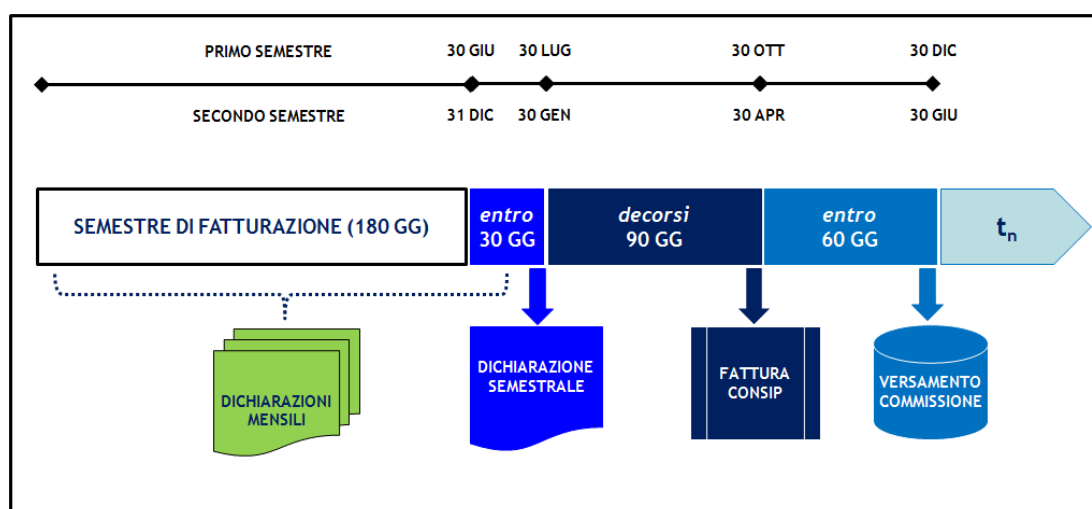 PRIMO SEMESTRE
30 GIU
30 LUG
30 OTT
30 DIC
SECONDO SEMESTRE
31 DIC
30 GEN
30 APR
30 GIU
SEMESTRE DI FATTURAZIONE (180 GG)
entro
30 GG
decorsi
90 GG
entro
60 GG
tn
DICHIARAZIONI
MENSILI
DICHIARAZIONE
SEMESTRALE
FATTURA
CONSIP
VERSAMENTO
COMMISSIONE